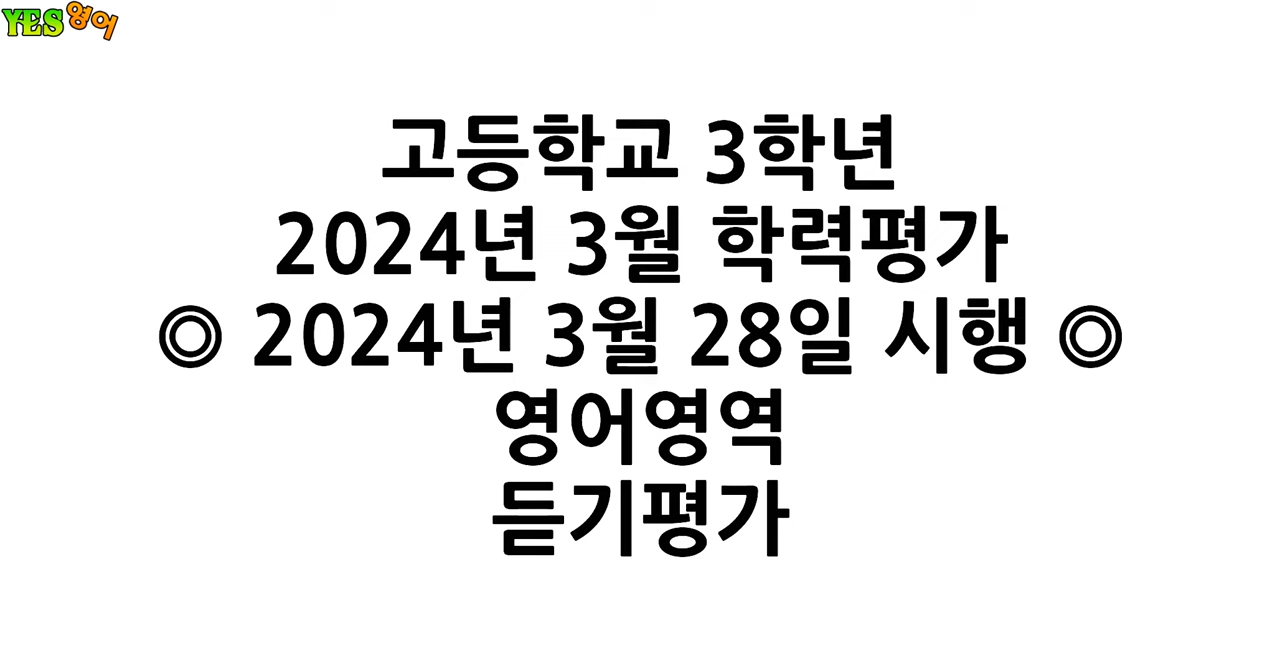 YES영어
고등학교 3학년
2024년 3월 학력평가
◎ 2024년 3월 28일 시행 ◎
영어영역
듣기평가